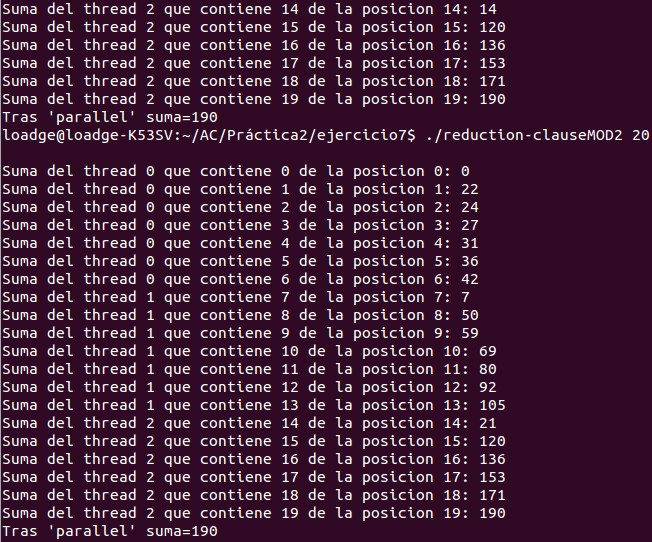 Suma del thread 2 que contiene 14 de la posicion 14: 14
Suma del thread 2 que contiene 15 de la posicion 15: 120
Suma del thread 2 que contiene 16 de la posicion 16: 136
Suma del thread 2 que contiene 17 de la posicion 17: 153
Suma del thread 2 que contiene 18 de la posicion 18: 171
Suma del thread 2 que contiene 19 de la posicion 19: 190
Tras 'parallel' suma=190
loadge@loadge-K53SV:~/AC/Práctica2/ejercicio7$ ./reduction-clauseMOD2 20
Suma del thread 0 que contiene 0 de la posicion 0: 0
Suma del thread 0 que contiene 1 de la posicion 1: 22
Suma del thread 0 que contiene 2 de la posicion 2: 24
Suma del thread 0 que contiene 3 de la posicion 3: 27
Suma del thread 0 que contiene 4 de la posicion 4: 31
Suma del thread 0 que contiene 5 de la posicion 5: 36
Suma del thread 0 que contiene 6 de la posicion 6: 42
Suma del thread 1 que contiene 7 de la posicion 7: 7
Suma del thread 1 que contiene 8 de la posicion 8: 50
Suma del thread 1 que contiene 9 de la posicion 9: 59
Suma del thread 1 que contiene 10 de la posicion 10: 69
Suma del thread 1 que contiene 11 de la posicion 11: 80
Suma del thread 1 que contiene 12 de la posicion 12: 92
Suma del thread 1 que contiene 13 de la posicion 13: 105
Suma del thread 2 que contiene 14 de la posicion 14: 21
Suma del thread 2 que contiene 15 de la posicion 15: 120
Suma del thread 2 que contiene 16 de la posicion 16: 136
Suma del thread 2 que contiene 17 de la posicion 17: 153
Suma del thread 2 que contiene 18 de la posicion 18: 171
Suma del thread 2 que contiene 19 de la posicion 19: 190
Tras 'parallel' suma=190